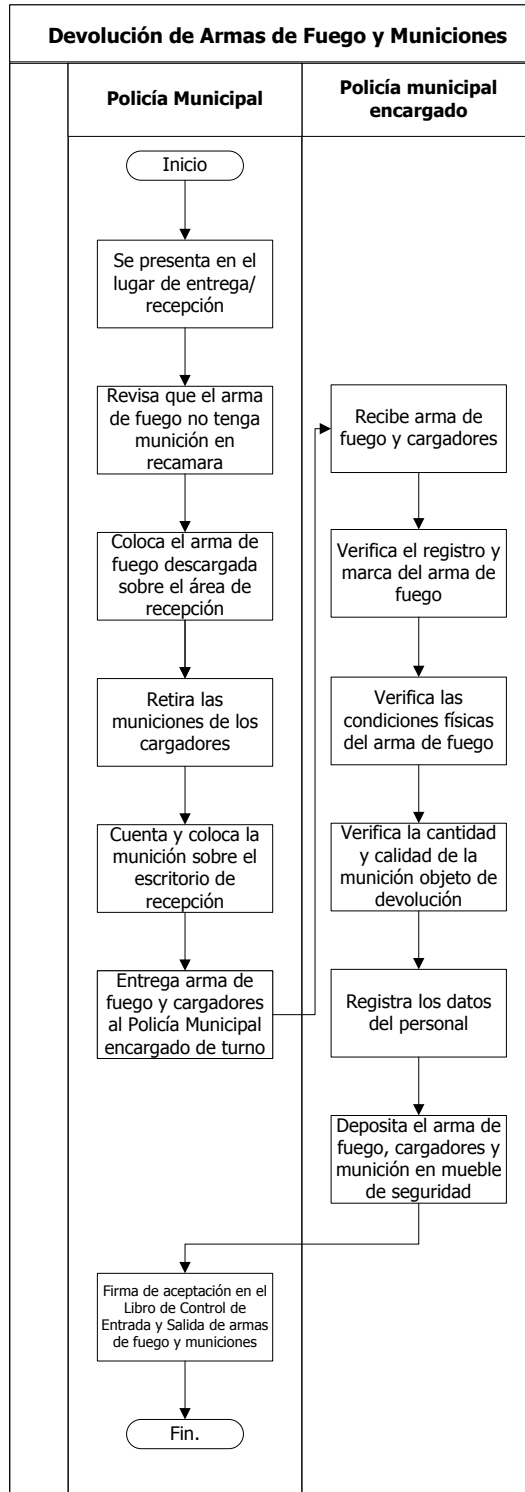 Devolución de Armas de Fuego y Municiones
Policía Municipal
Policía municipal
encargado
Inicio
Se presenta en el
lugar de entrega/
recepción
Revisa que el arma
de fuego no tenga
munición en
recamara
Coloca el arma de
fuego descargada
sobre el área de
recepción
Retira las
municiones de los
cargadores
Cuenta y coloca la
munición sobre el
escritorio de
recepción
Entrega arma de
fuego y cargadores
al Policía Municipal
encargado de turno
Recibe arma de
fuego y cargadores
Verifica el registro y
marca del arma de
fuego
Verifica las
condiciones físicas
del arma de fuego
Verifica la cantidad
y calidad de la
munición objeto de
devolución
Registra los datos
del personal
Deposita el arma de
fuego, cargadores y
munición en mueble
de seguridad
Firma de aceptación en el
Libro de Control de
Entrada y Salida de armas
de fuego y municiones
Fin.